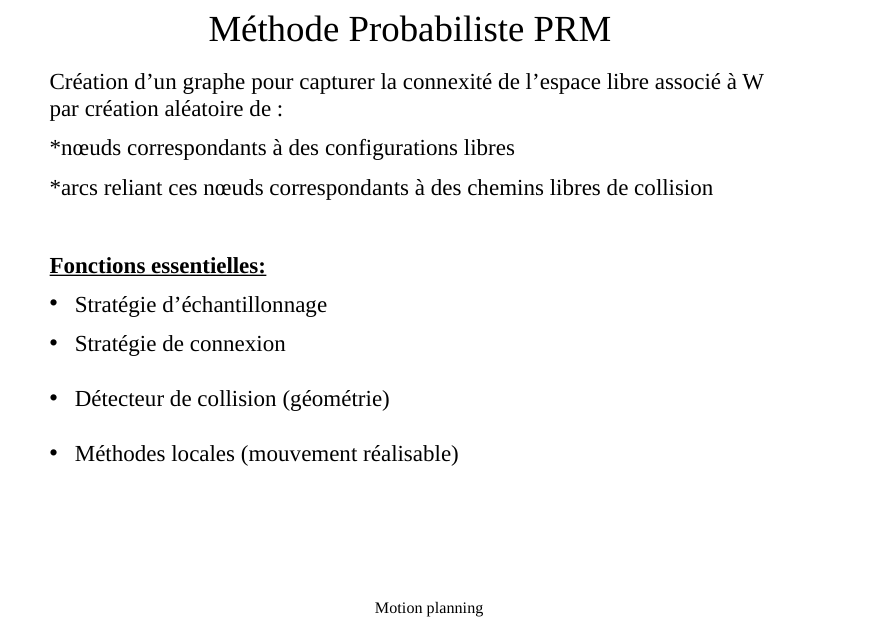 Méthode Probabiliste PRM
Création d’un graphe pour capturer la connexité de l’espace libre associé à W
par création aléatoire de :
*nœuds correspondants à des configurations libres
*arcs reliant ces nœuds correspondants à des chemins libres de collision
Fonctions essentielles:
• Stratégie d’échantillonnage
• Stratégie de connexion
• Détecteur de collision (géométrie)
• Méthodes locales (mouvement réalisable)
Motion planning